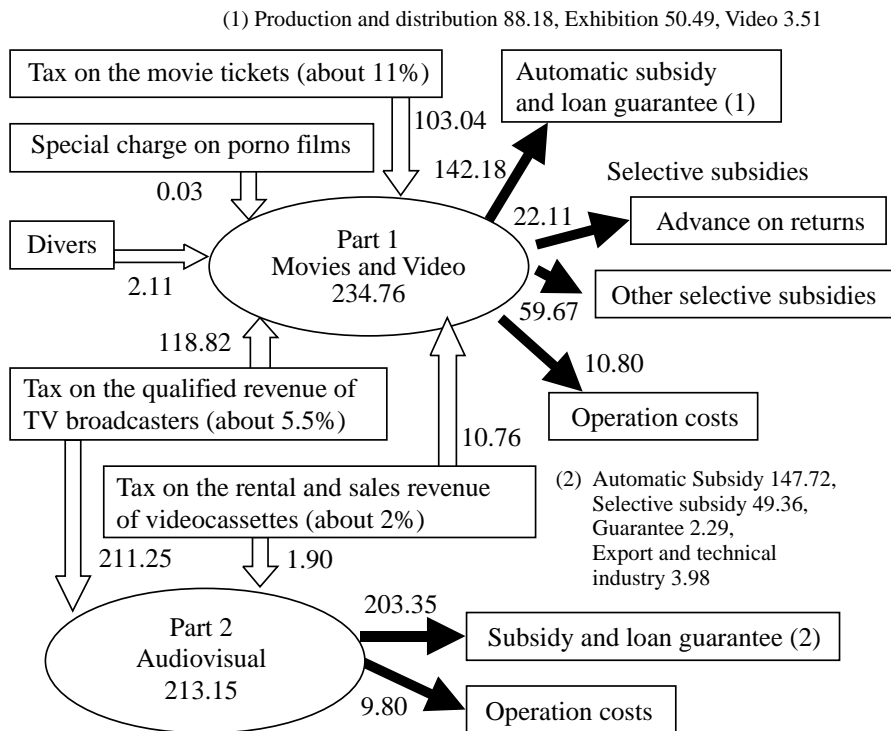 (1) Production and distribution 88.18, Exhibition 50.49, Video 3.51
Tax on the movie tickets (about 11%)
Automatic subsidy
and loan guarantee (1)
103.04
Special charge on porno films
142.18
0.03
Selective subsidies
22.11
Advance on returns
Divers
2.11
Part 1
Movies and Video
234.76
Other selective subsidies
59.67
118.82
10.80
Tax on the qualified revenue of
TV broadcasters (about 5.5%)
Operation costs
10.76
Tax on the rental and sales revenue
of videocassettes (about 2%)
(2) Automatic Subsidy 147.72,
Selective subsidy 49.36,
Guarantee 2.29,
Export and technical
industry 3.98
211.25
1.90
Part 2
Audiovisual
213.15
203.35
Subsidy and loan guarantee (2)
9.80
Operation costs